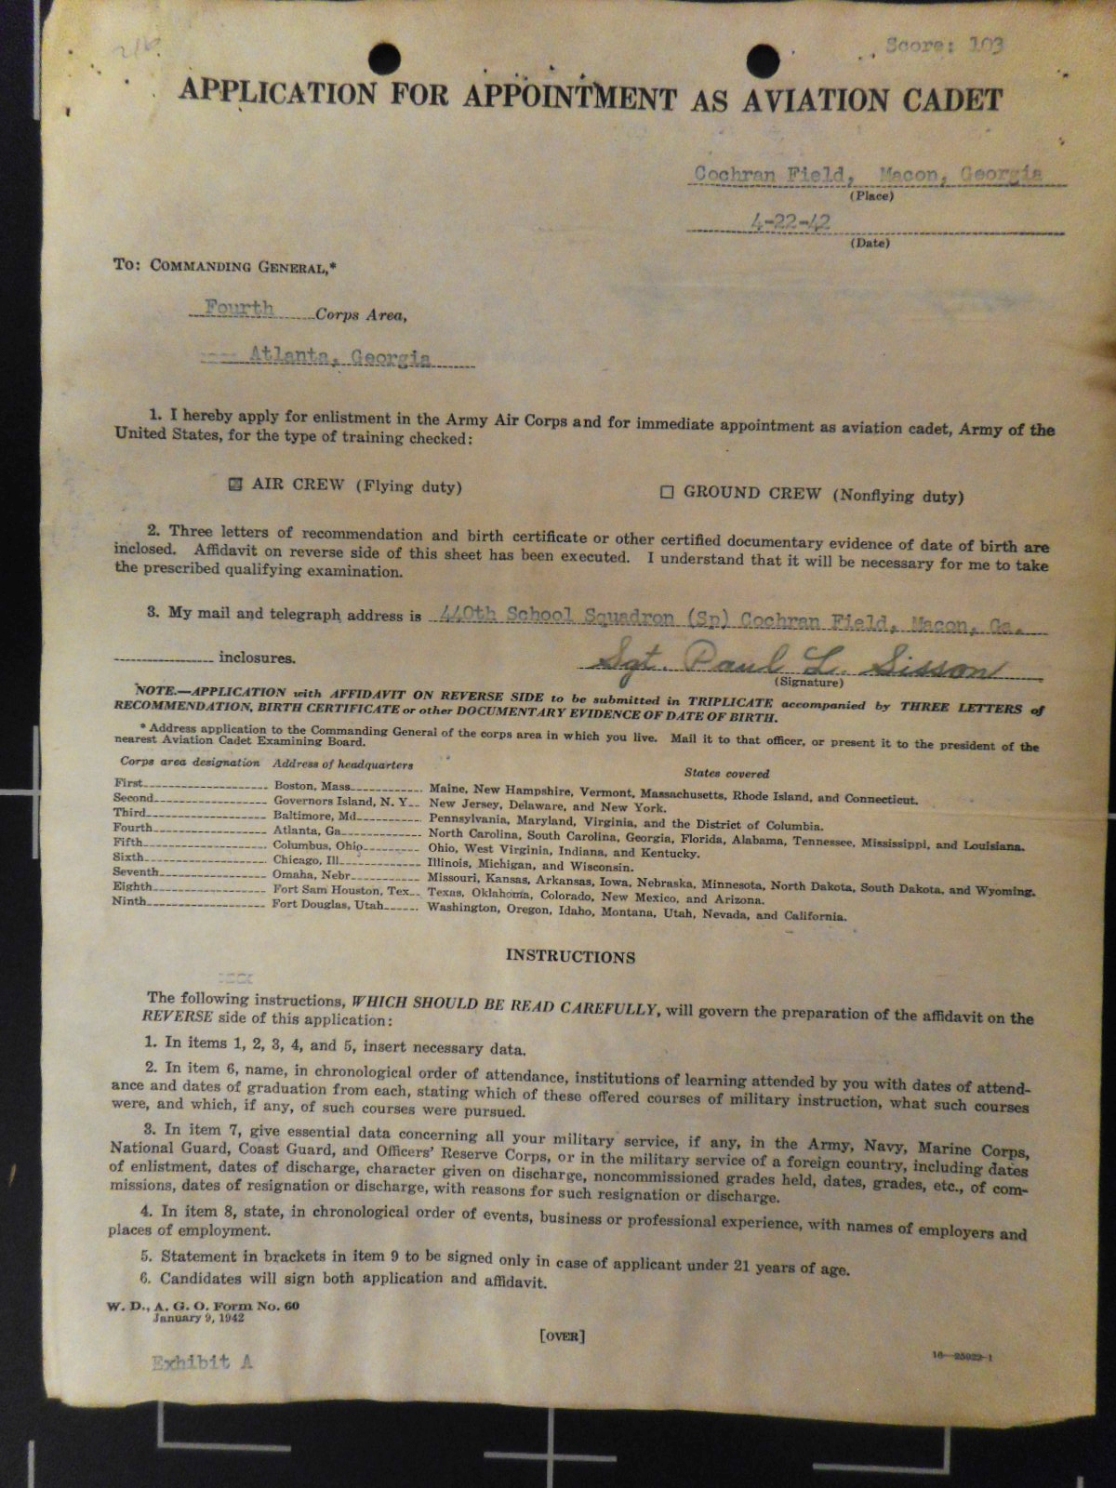 Score: 103
APPLICATION FOR APPOINTMENT AS AVIATION CADET
Cochran Field, Macon, Georgia
(Place)
4-22-42
(Date)
To: COMMANDING GENERAL,*
Fourth Corps Area,
Atlanta, Georgia
1. I hereby apply for enlistment in the Army Air Corps and for immediate appointment as aviation cadet, Army of the
United States, for the type of training checked:
☒ AIR CREW (Flying duty) ☐ GROUND CREW (Nonflying duty)
2. Three letters of recommendation and birth certificate or other certified documentary evidence of date of birth are
inclosed. Affidavit on reverse side of this sheet has been executed. I understand that it will be necessary for me to take
the prescribed qualifying examination.
3. My mail and telegraph address is 440th School Squadron (Sp) Cochran Field, Macon, Ga.
inclosures. Sgt. Paul L. Sisson
(Signature)
NOTE.—APPLICATION with AFFIDAVIT ON REVERSE SIDE to be submitted in TRIPLICATE accompanied by THREE LETTERS of
RECOMMENDATION, BIRTH CERTIFICATE or other DOCUMENTARY EVIDENCE OF DATE OF BIRTH.
* Address application to the Commanding General of the corps area in which you live. Mail it to that officer, or present it to the president of the
nearest Aviation Cadet Examining Board.
Corps area designation Address of headquarters States covered
First Boston, Mass Maine, New Hampshire, Vermont, Massachusetts, Rhode Island, and Connecticut.
Second Governors Island, N. Y. New Jersey, Delaware, and New York.
Third Baltimore, Md Pennsylvania, Maryland, Virginia, and the District of Columbia.
Fourth Atlanta, Ga North Carolina, South Carolina, Georgia, Florida, Alabama, Tennessee, Mississippi, and Louisiana.
Fifth Columbus, Ohio Ohio, West Virginia, Indiana, and Kentucky.
Sixth Chicago, Ill Illinois, Michigan, and Wisconsin.
Seventh Omaha, Nebr Missouri, Kansas, Arkansas, Iowa, Nebraska, Minnesota, North Dakota, South Dakota, and Wyoming.
Eighth Fort Sam Houston, Tex Texas, Oklahoma, Colorado, New Mexico, and Arizona.
Ninth Fort Douglas, Utah Washington, Oregon, Idaho, Montana, Utah, Nevada, and California.
INSTRUCTIONS
The following instructions, WHICH SHOULD BE READ CAREFULLY, will govern the preparation of the affidavit on the
REVERSE side of this application:
1. In items 1, 2, 3, 4, and 5, insert necessary data.
2. In item 6, name, in chronological order of attendance, institutions of learning attended by you with dates of attend-
ance and dates of graduation from each, stating which of these offered courses of military instruction, what such courses
were, and which, if any, of such courses were pursued.
3. In item 7, give essential data concerning all your military service, if any, in the Army, Navy, Marine Corps,
National Guard, Coast Guard, and Officers' Reserve Corps, or in the military service of a foreign country, including dates
of enlistment, dates of discharge, character given on discharge, noncommissioned grades held, dates, grades, etc., of com-
missions, dates of resignation or discharge, with reasons for such resignation or discharge.
4. In item 8, state, in chronological order of events, business or professional experience, with names of employers and
places of employment.
5. Statement in brackets in item 9 to be signed only in case of applicant under 21 years of age.
6. Candidates will sign both application and affidavit.
W. D., A. G. O. Form No. 60
January 9, 1942
[OVER]
Exhibit A